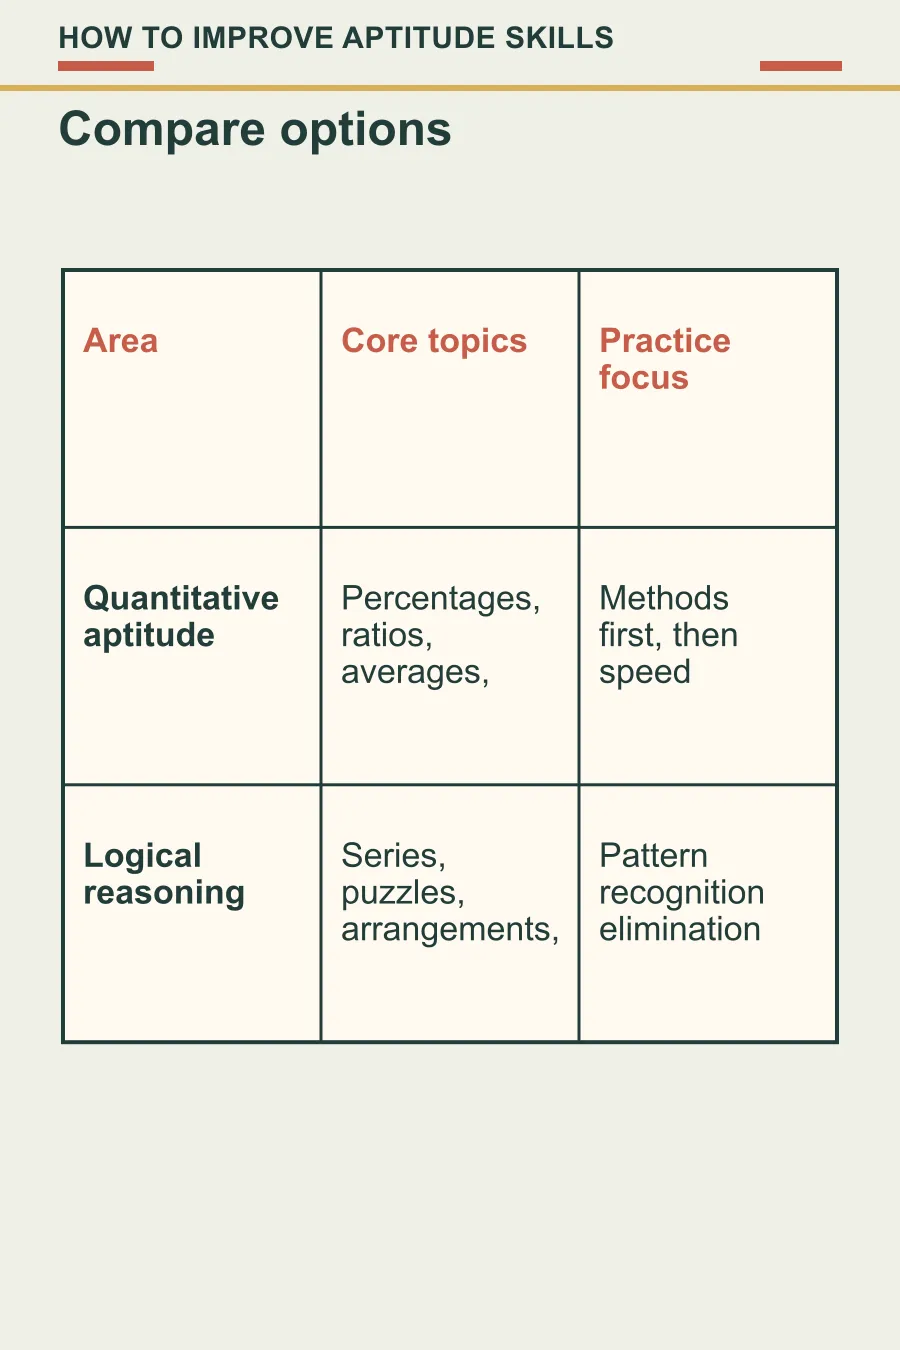 HOW TO IMPROVE APTITUDE SKILLS
Compare options
Area
Core topics
Practice
focus
Quantitative
aptitude
Percentages,
ratios,
averages,
Methods
first, then
speed
Logical
reasoning
Series,
puzzles,
arrangements,
Pattern
recognition
elimination